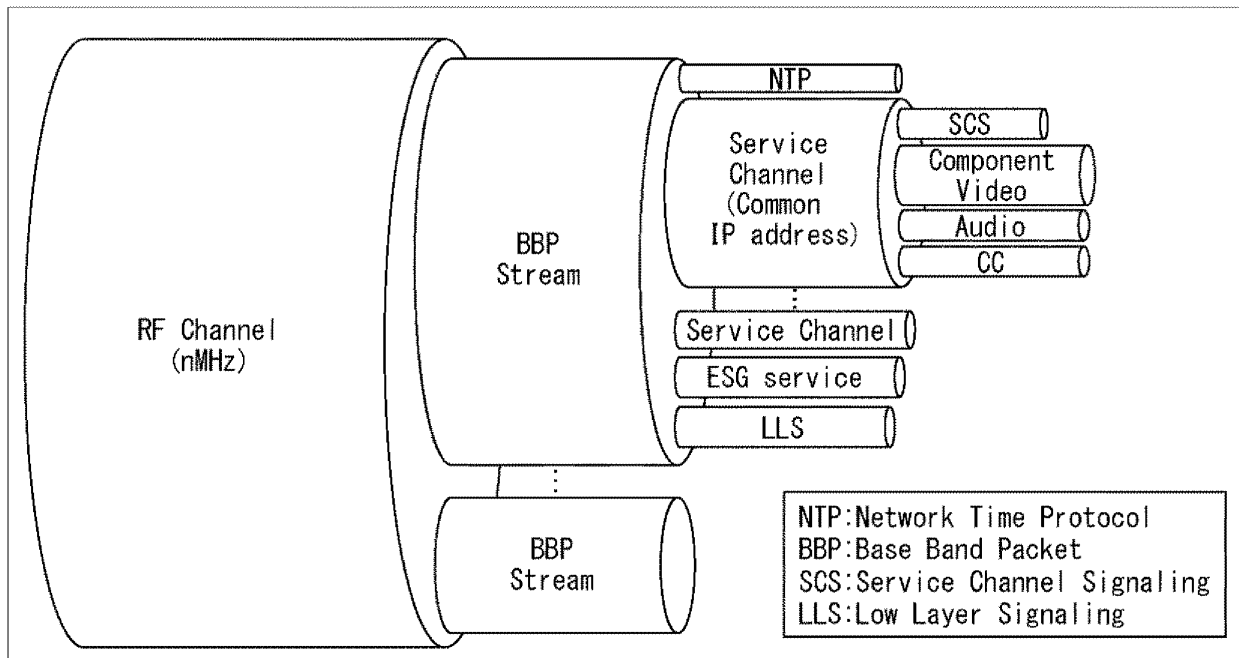 RF Channel
(nMHz)
BBP
Stream
BBP
Stream
NTP
Service
Channel
(Common
IP address)
SCS
Component
Video
Audio
CC
Service Channel
ESG service
LLS
NTP:Network Time Protocol
BBP:Base Band Packet
SCS:Service Channel Signaling
LLS:Low Layer Signaling